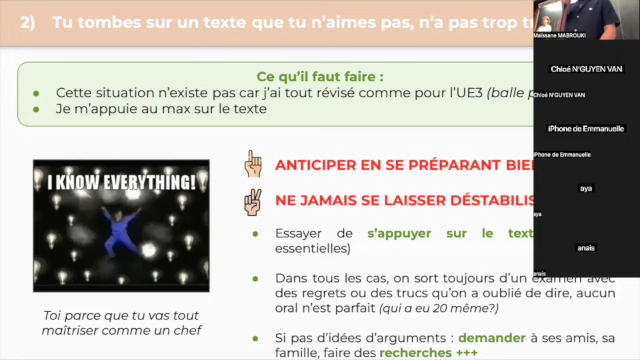 2) Tu tombes sur un texte que tu n'aimes pas, n'a pas trop
Ce qu'il faut faire :
● Cette situation n'existe pas car j'ai tout révisé comme pour l'UE3 (balle
● Je m'appuie au max sur le texte
I KNOW EVERYTHING!
ANTICIPER EN SE PRÉPARANT BIE
NE JAMAIS SE LAISSER DÉSTABILIS
● Essayer de s'appuyer sur le text
essentielles)
● Dans tous les cas, on sort toujours d'un examen avec
des regrets ou des trucs qu'on a oublié de dire, aucun
oral n'est parfait (qui a eu 20 même?)
● Si pas d'idées d'arguments : demander à ses amis, sa
famille, faire des recherches +++
Toi parce que tu vas tout
maîtriser comme un chef
Maïssane MABROUKI
Chloé N'GUYEN VAN
Chloé N'GUYEN VAN
iPhone de Emmanuelle
iPhone de Emmanuelle
aya
aya
anais
anais